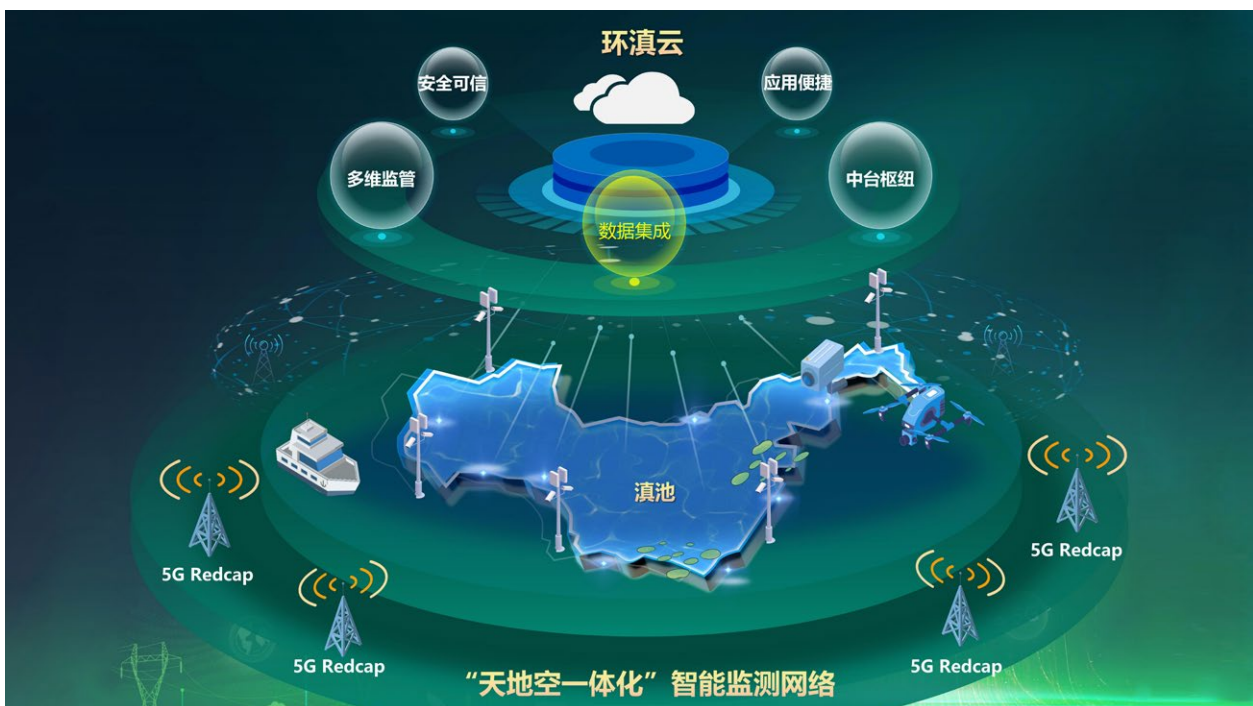 环滇云
安全可信
应用便捷
多维监管
中台枢纽
数据集成
滇池
5G Redcap
5G Redcap
5G Redcap
5G Redcap
“天地空一体化”智能监测网络